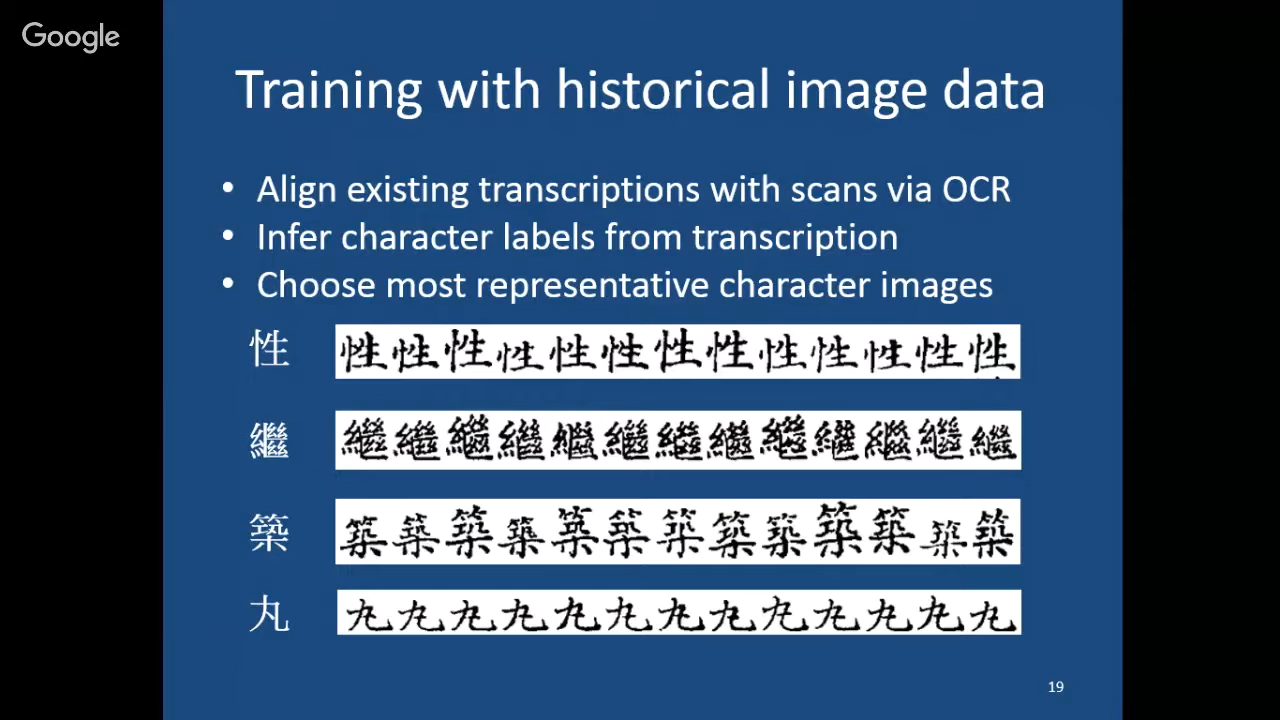 Google
Training with historical image data
• Align existing transcriptions with scans via OCR
• Infer character labels from transcription
• Choose most representative character images
性 性性性性性性性性性性性性性
繼 繼繼繼繼繼繼繼繼繼繼繼繼繼
築 築築築築築築築築築築築築築
丸 丸丸丸丸丸丸丸丸丸丸丸丸丸
19